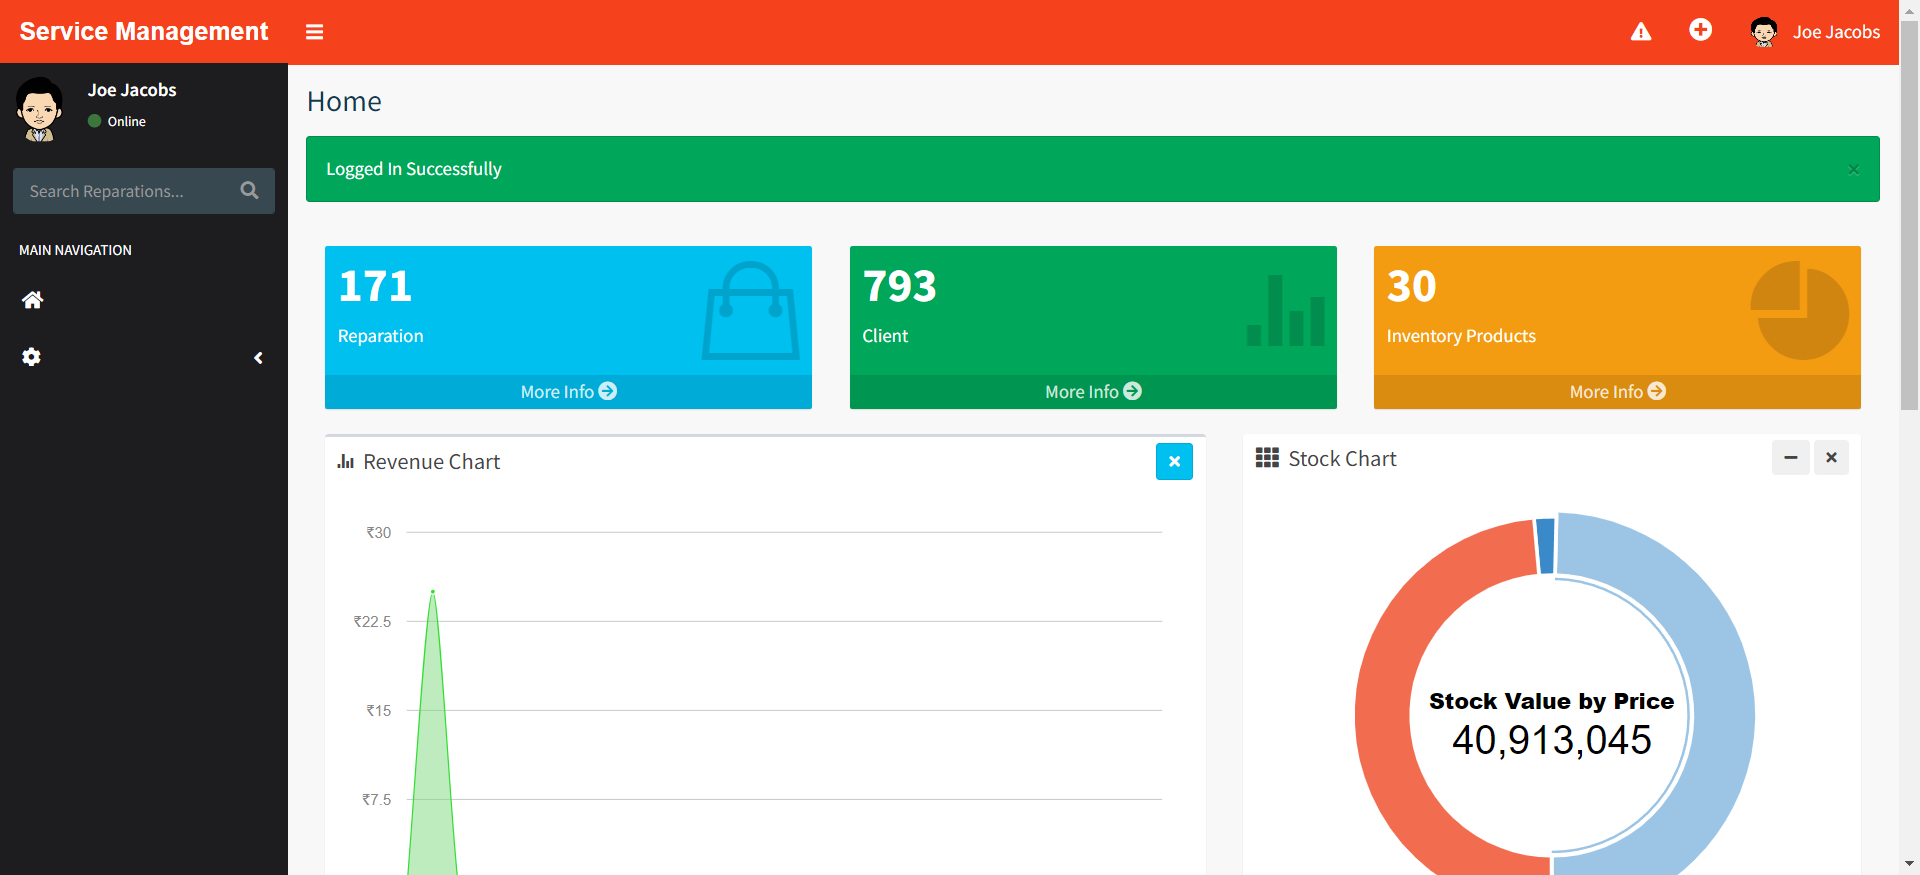 Service Management
Joe Jacobs
Joe Jacobs
Online
Search Reparations...
MAIN NAVIGATION
Home
Logged In Successfully
171
Reparation
More Info
793
Client
More Info
30
Inventory Products
More Info
Revenue Chart
₹30
₹22.5
₹15
₹7.5
Stock Chart
Stock Value by Price
40,913,045